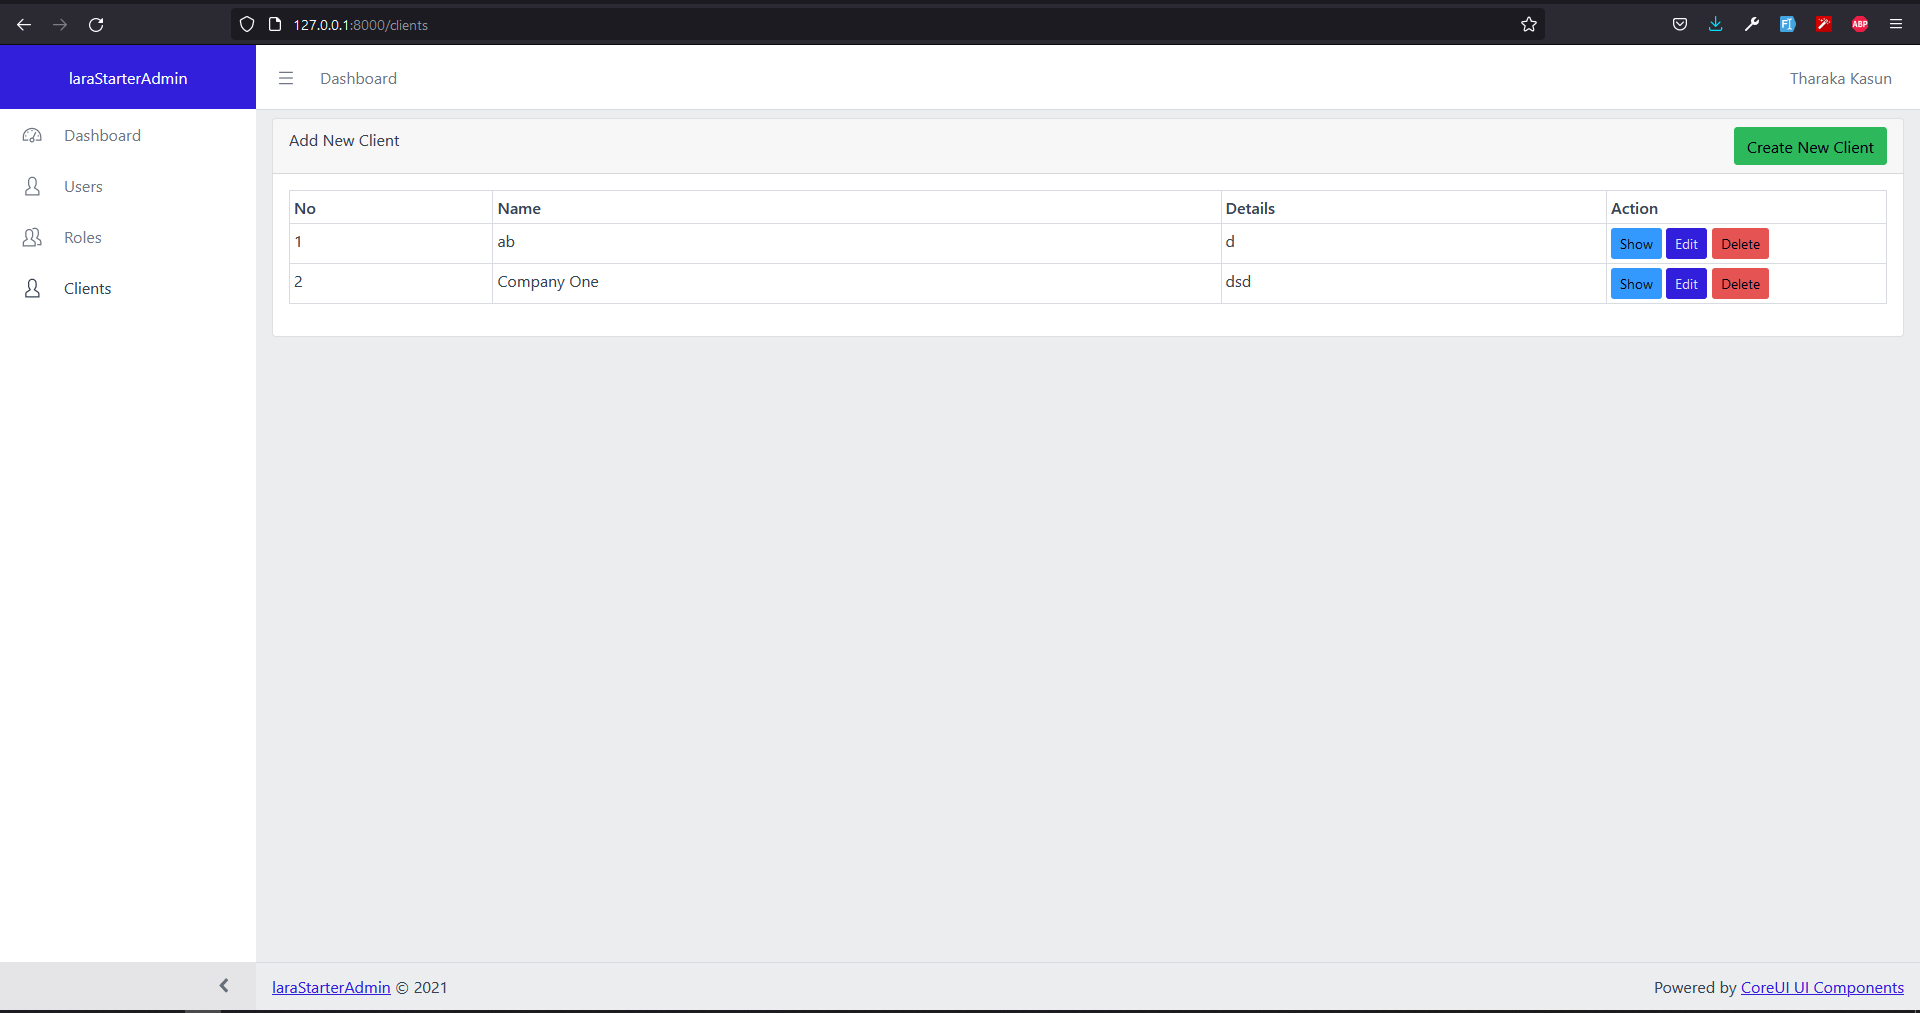 127.0.0.1:8000/clients
ABP
laraStarterAdmin
Dashboard
Tharaka Kasun
Dashboard
Users
Roles
Clients
Add New Client
Create New Client
No Name Details Action
1 ab d Show Edit Delete
2 Company One dsd Show Edit Delete
laraStarterAdmin © 2021
Powered by CoreUI UI Components